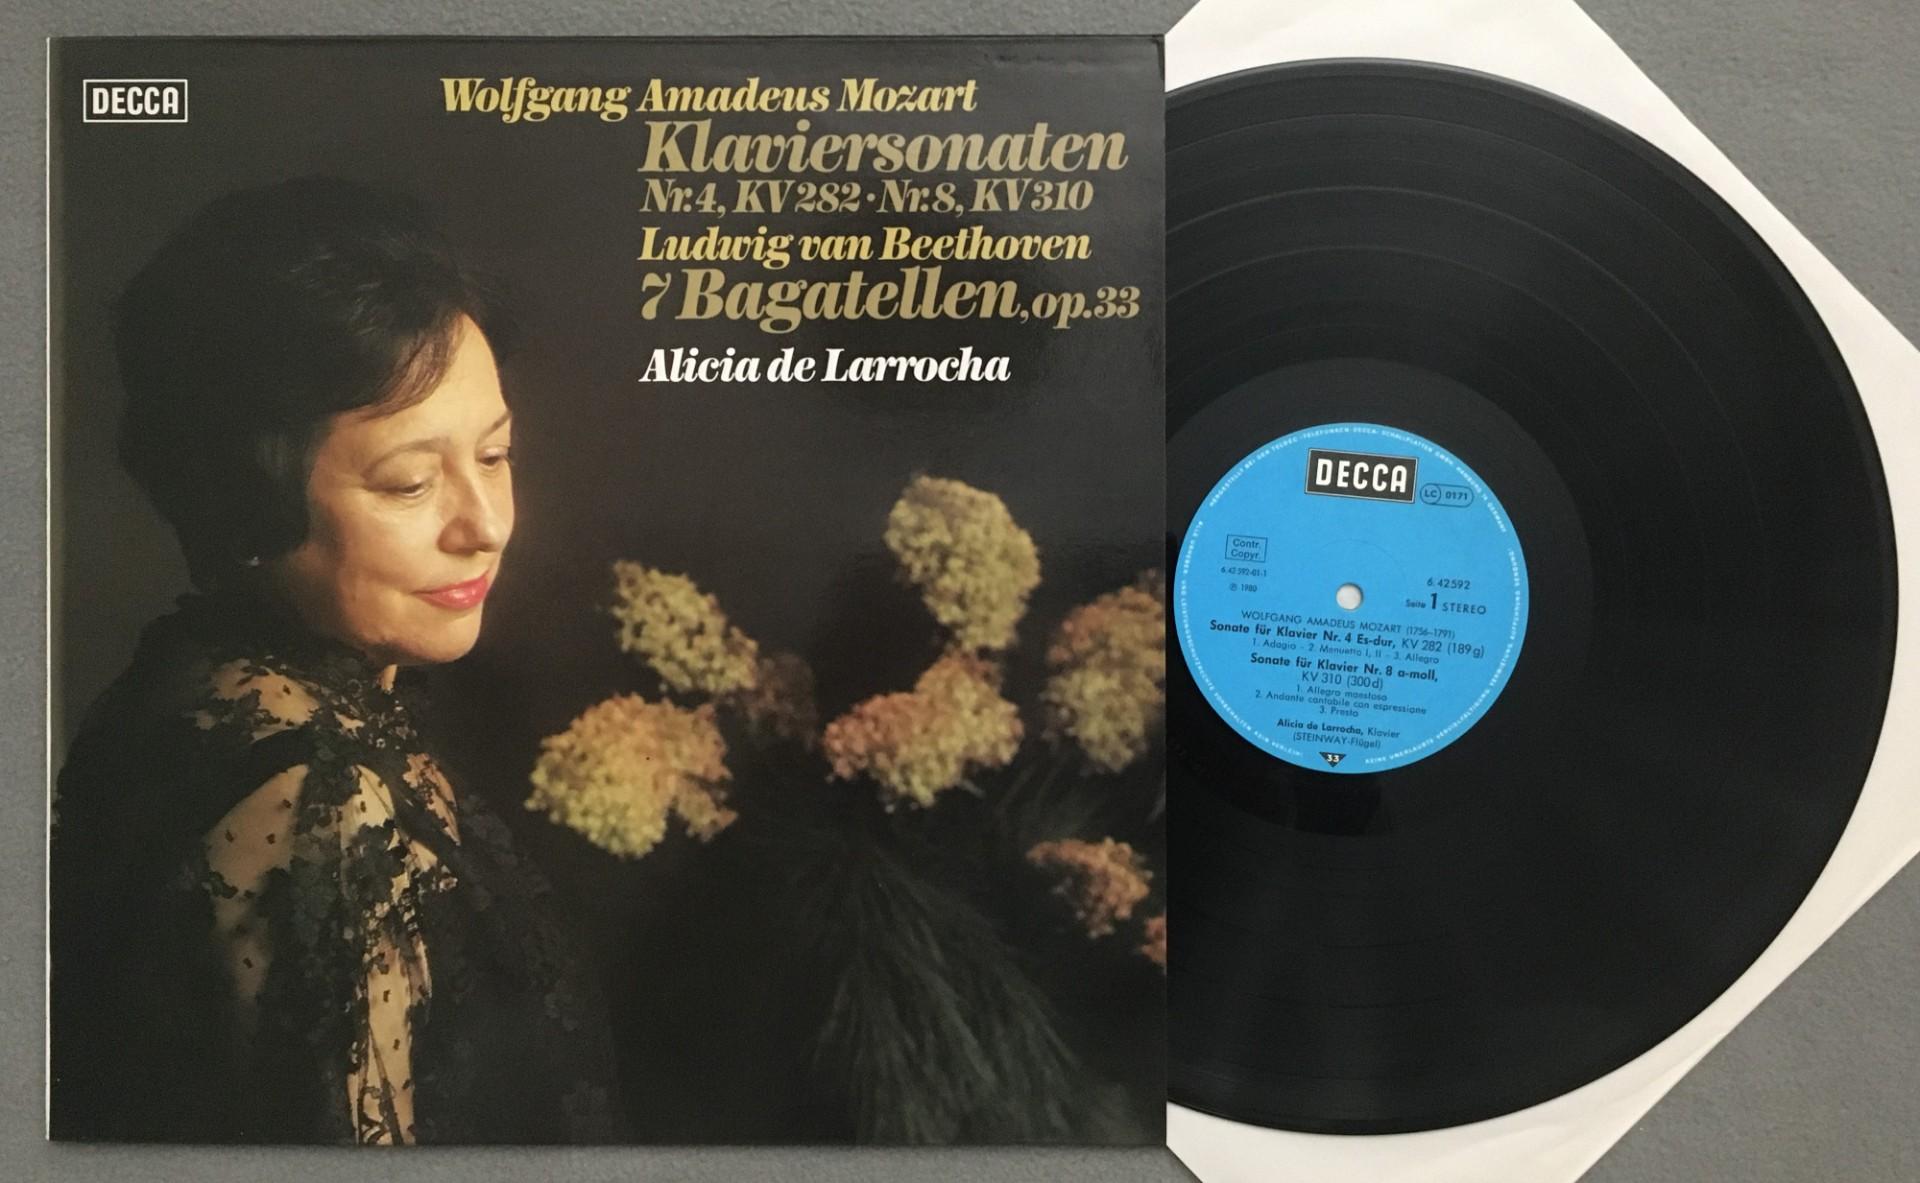 DECCA
Wolfgang Amadeus Mozart
Klaviersonaten
Nr.4, KV 282 · Nr.8, KV 310
Ludwig van Beethoven
7 Bagatellen, op.33
Alicia de Larrocha
DECCA
LC 0171
Contr.
Copyr.
6.42592-01-1
℗ 1980
6.42592
Seite 1 STEREO
WOLFGANG AMADEUS MOZART (1756–1791)
Sonate für Klavier Nr. 4 Es-dur, KV 282 (189g)
1. Adagio – 2. Menuetto I, II – 3. Allegro
Sonate für Klavier Nr. 8 a-moll,
KV 310 (300d)
1. Allegro maestoso
2. Andante cantabile con espressione
3. Presto
Alicia de Larrocha, Klavier
(STEINWAY-Flügel)
33